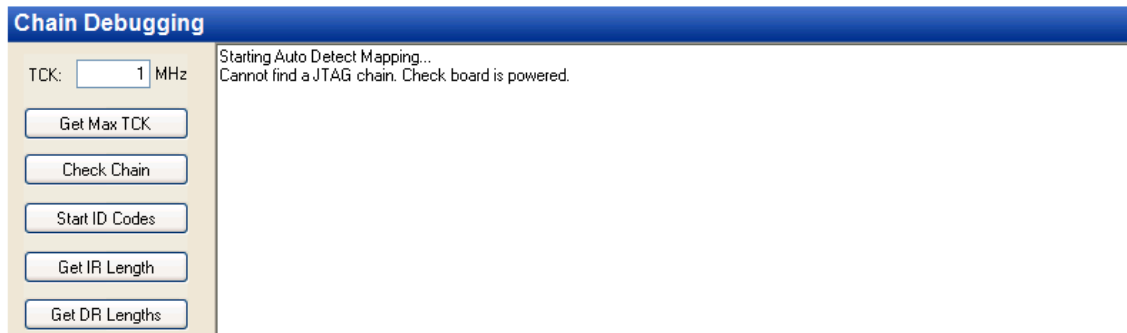 Chain Debugging
TCK: 1 MHz
Get Max TCK
Check Chain
Start ID Codes
Get IR Length
Get DR Lengths
Starting Auto Detect Mapping...
Cannot find a JTAG chain. Check board is powered.